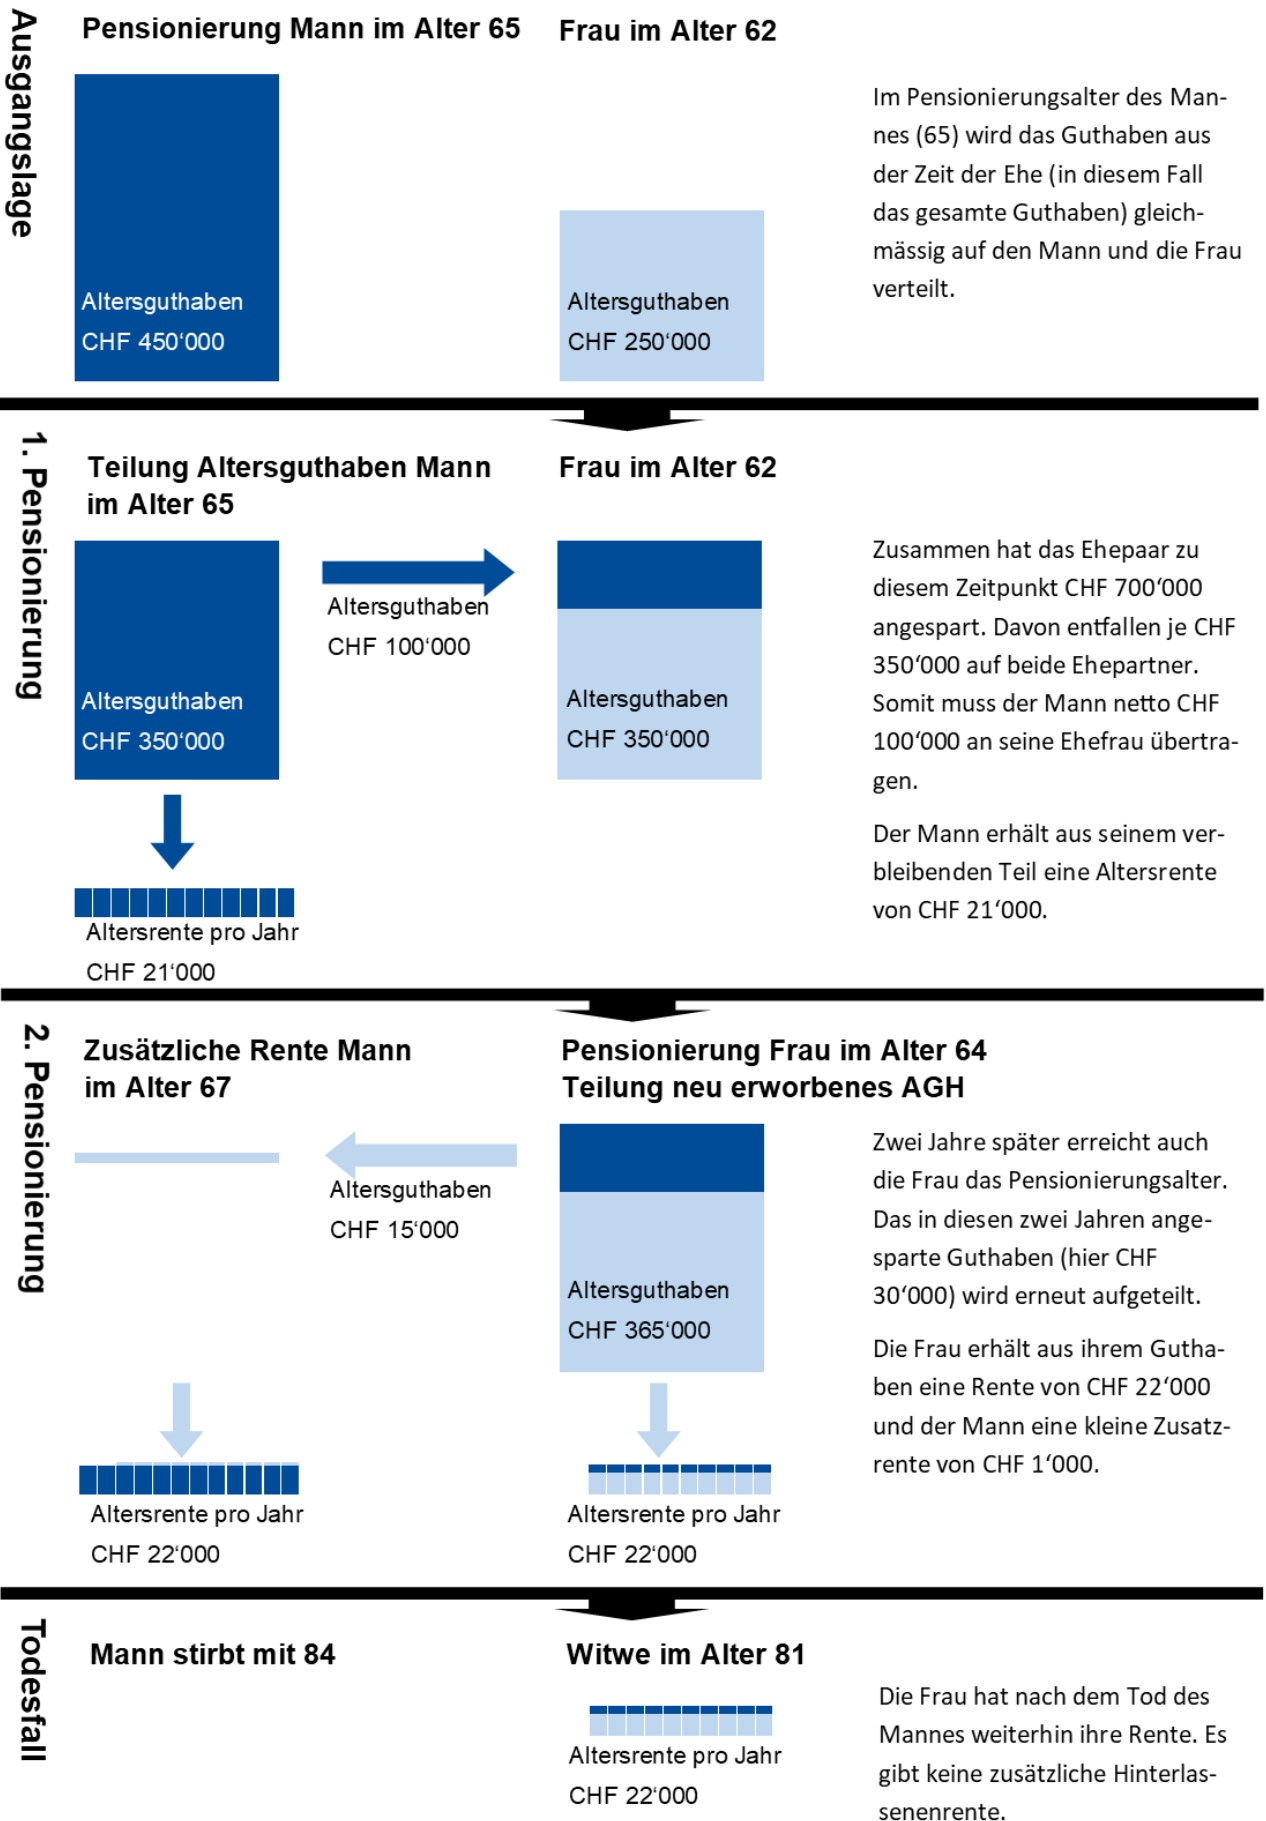 Ausgangslage
Pensionierung Mann im Alter 65
Frau im Alter 62
Altersguthaben
CHF 450‘000
Altersguthaben
CHF 250‘000
Im Pensionierungsalter des Man-
nes (65) wird das Guthaben aus
der Zeit der Ehe (in diesem Fall
das gesamte Guthaben) gleich-
mässig auf den Mann und die Frau
verteilt.
1. Pensionierung
Teilung Altersguthaben Mann
im Alter 65
Frau im Alter 62
Altersguthaben
CHF 350‘000
Altersguthaben
CHF 100‘000
Altersguthaben
CHF 350‘000
Altersrente pro Jahr
CHF 21‘000
Zusammen hat das Ehepaar zu
diesem Zeitpunkt CHF 700‘000
angespart. Davon entfallen je CHF
350‘000 auf beide Ehepartner.
Somit muss der Mann netto CHF
100‘000 an seine Ehefrau übertra-
gen.
Der Mann erhält aus seinem ver-
bleibenden Teil eine Altersrente
von CHF 21‘000.
2. Pensionierung
Zusätzliche Rente Mann
im Alter 67
Pensionierung Frau im Alter 64
Teilung neu erworbenes AGH
Altersguthaben
CHF 15‘000
Altersguthaben
CHF 365‘000
Altersrente pro Jahr
CHF 22‘000
Altersrente pro Jahr
CHF 22‘000
Zwei Jahre später erreicht auch
die Frau das Pensionierungsalter.
Das in diesen zwei Jahren ange-
sparte Guthaben (hier CHF
30‘000) wird erneut aufgeteilt.
Die Frau erhält aus ihrem Gutha-
ben eine Rente von CHF 22‘000
und der Mann eine kleine Zusatz-
rente von CHF 1‘000.
Todesfall
Mann stirbt mit 84
Witwe im Alter 81
Altersrente pro Jahr
CHF 22‘000
Die Frau hat nach dem Tod des
Mannes weiterhin ihre Rente. Es
gibt keine zusätzliche Hinterlas-
senenrente.